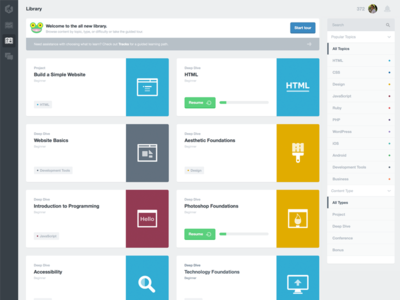 Library
Welcome to the all new library.
Browse content by topic, type, or difficulty or take the guided tour.
Start tour
Search
Popular Topics
All Topics
HTML
CSS
Design
JavaScript
Ruby
PHP
WordPress
iOS
Android
Development Tools
Business
Content Type
All Types
Project
Deep Dive
Conference
Project
Build a Simple Website
Beginner
HTML
Deep Dive
HTML
Beginner
Resume
HTML
Deep Dive
Website Basics
Beginner
Development Tools
Deep Dive
Aesthetic Foundations
Beginner
Design
Deep Dive
Introduction to Programming
Beginner
JavaScript
Hello
Deep Dive
Photoshop Foundations
Beginner
Resume
Deep Dive
Accessibility
Beginner
Deep Dive
Technology Foundations
Beginner